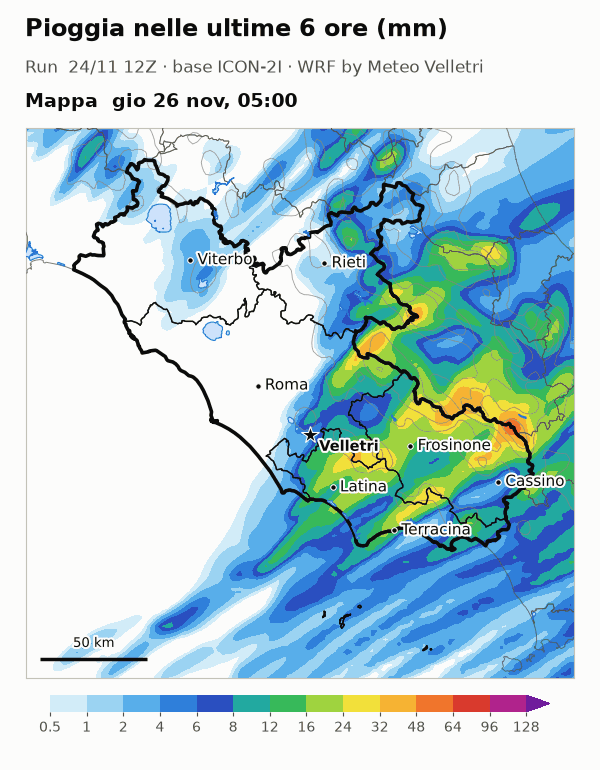 Pioggia nelle ultime 6 ore (mm)
Run  24/11 12Z · base ICON-2I · WRF by Meteo Velletri
Mappa  gio 26 nov, 05:00
Viterbo
Rieti
Roma
Velletri
Frosinone
Latina
Cassino
Terracina
50 km
0.5 1 2 4 6 8 12 16 24 32 48 64 96 128